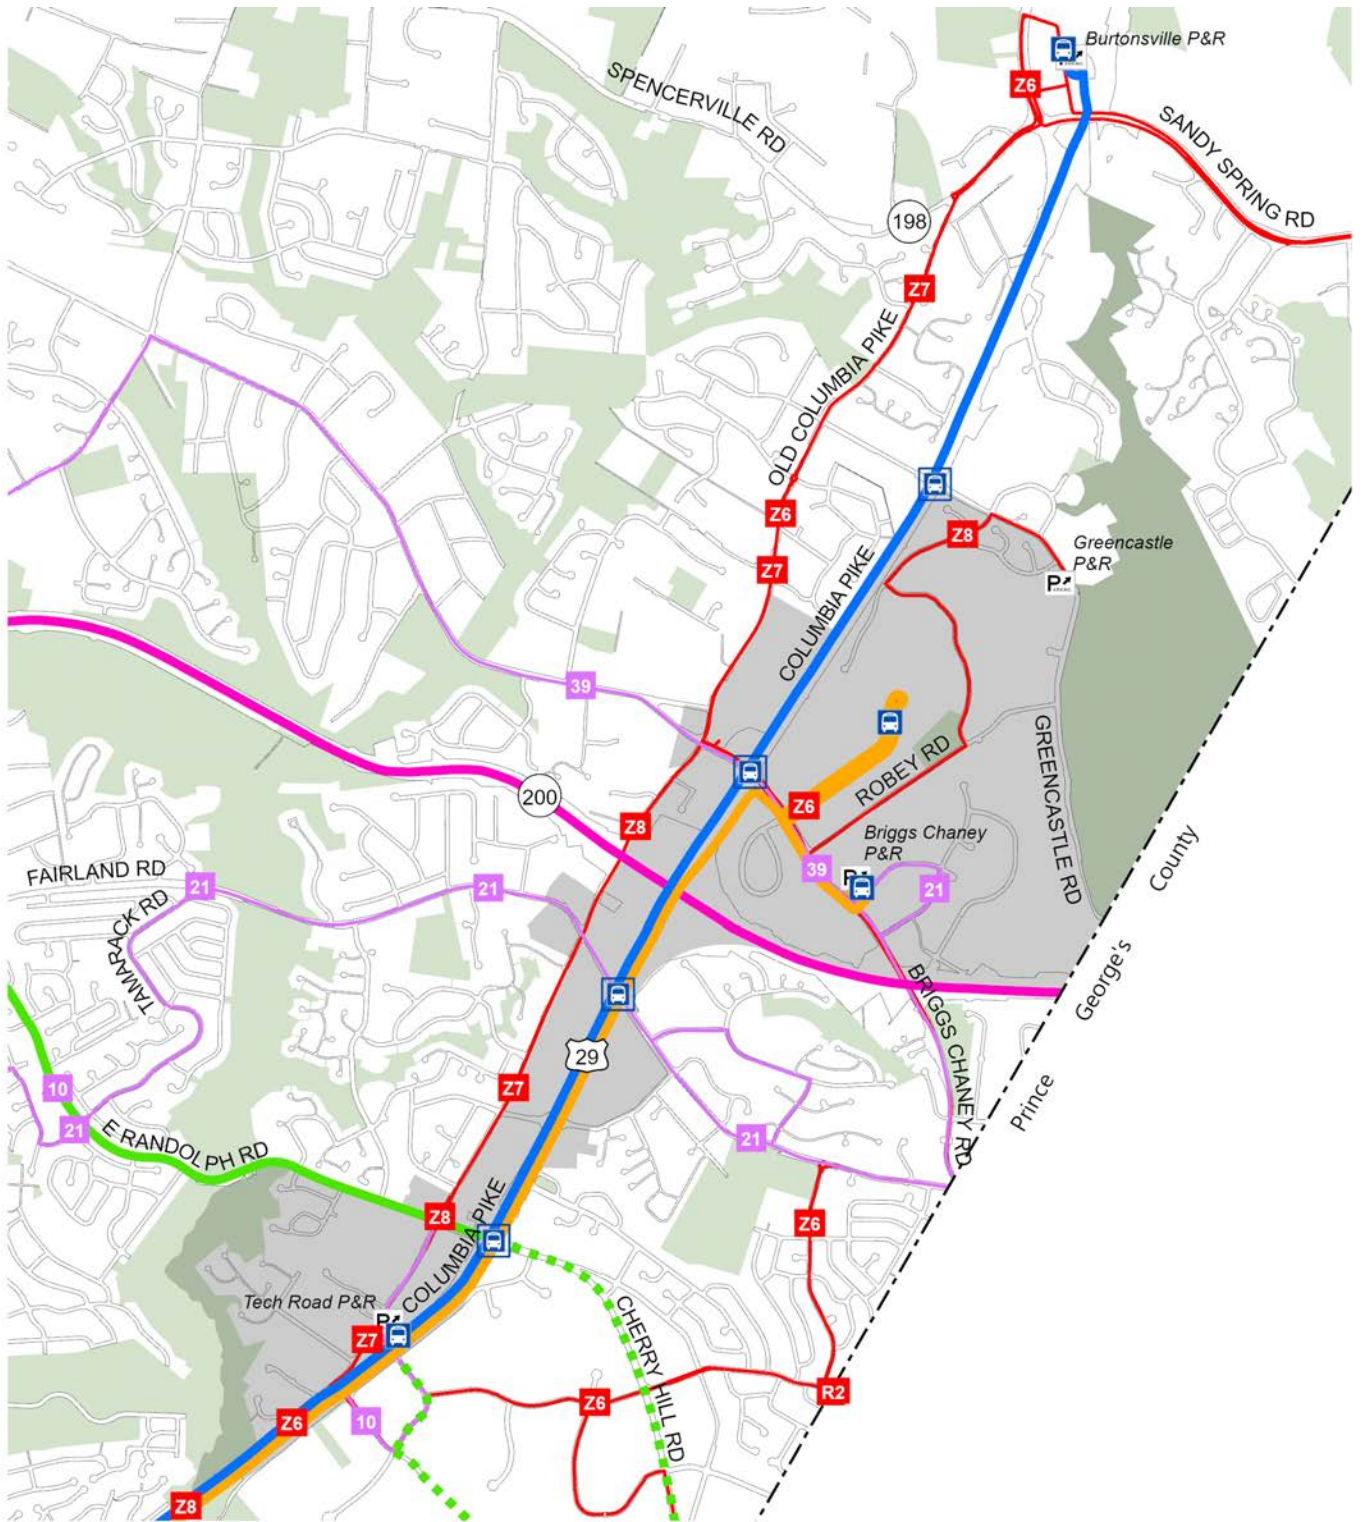 Burtonsville P&R
SPENCERVILLE RD
Z6
SANDY SPRING RD
198
Z7
OLD COLUMBIA PIKE
Z6
Z8
Greencastle
P&R
P
Z7
COLUMBIA PIKE
39
GREENCASTLE RD
ROBEY RD
200
Z6
Z8
Briggs Chaney
P&R
39
21
County
FAIRLAND RD
21
21
TAMARACK RD
George's
BRIGGS CHANEY RD
29
Prince
10
Z7
21
21
E RANDOLPH RD
Z8
COLUMBIA PIKE
Z6
Tech Road P&R
Z7
CHERRY HILL RD
R2
Z6
Z6
10
Z8